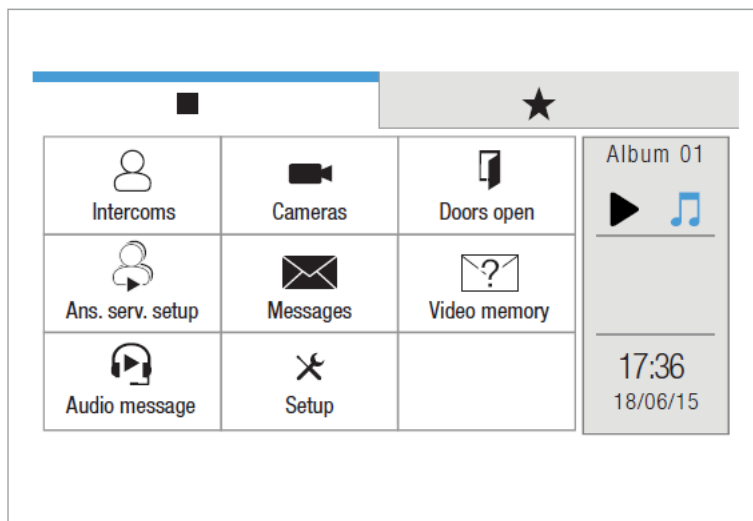 Intercoms
Cameras
Doors open
Ans. serv. setup
Messages
Video memory
Audio message
Setup
Album 01
17:36
18/06/15